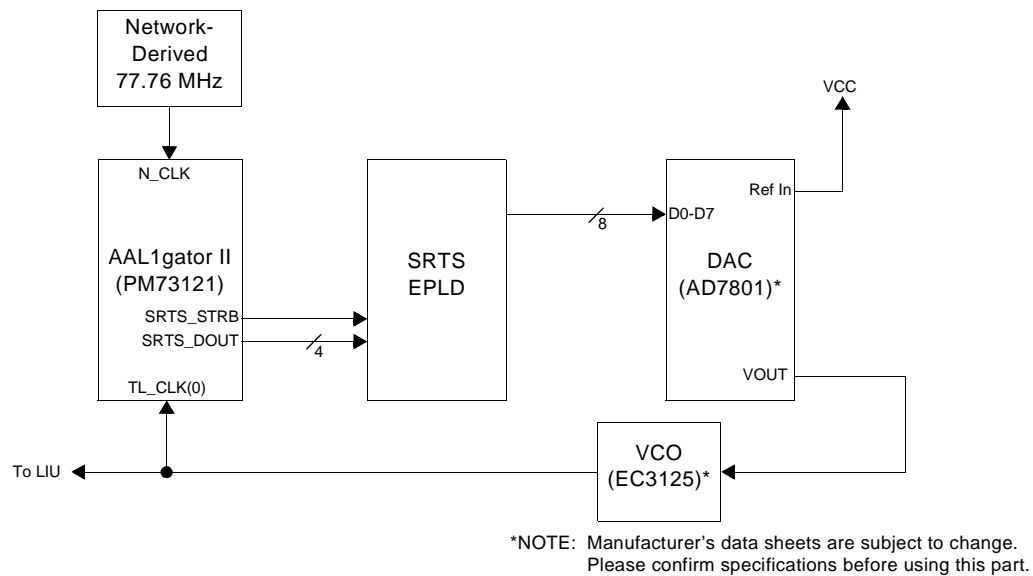 Network-
Derived
77.76 MHz
VCC
N_CLK
Ref In
D0-D7
8
AAL1gator II
(PM73121)
SRTS
EPLD
DAC
(AD7801)*
SRTS_STRB
SRTS_DOUT
4
VOUT
TL_CLK(0)
To LIU
VCO
(EC3125)*
*NOTE: Manufacturer's data sheets are subject to change.
Please confirm specifications before using this part.